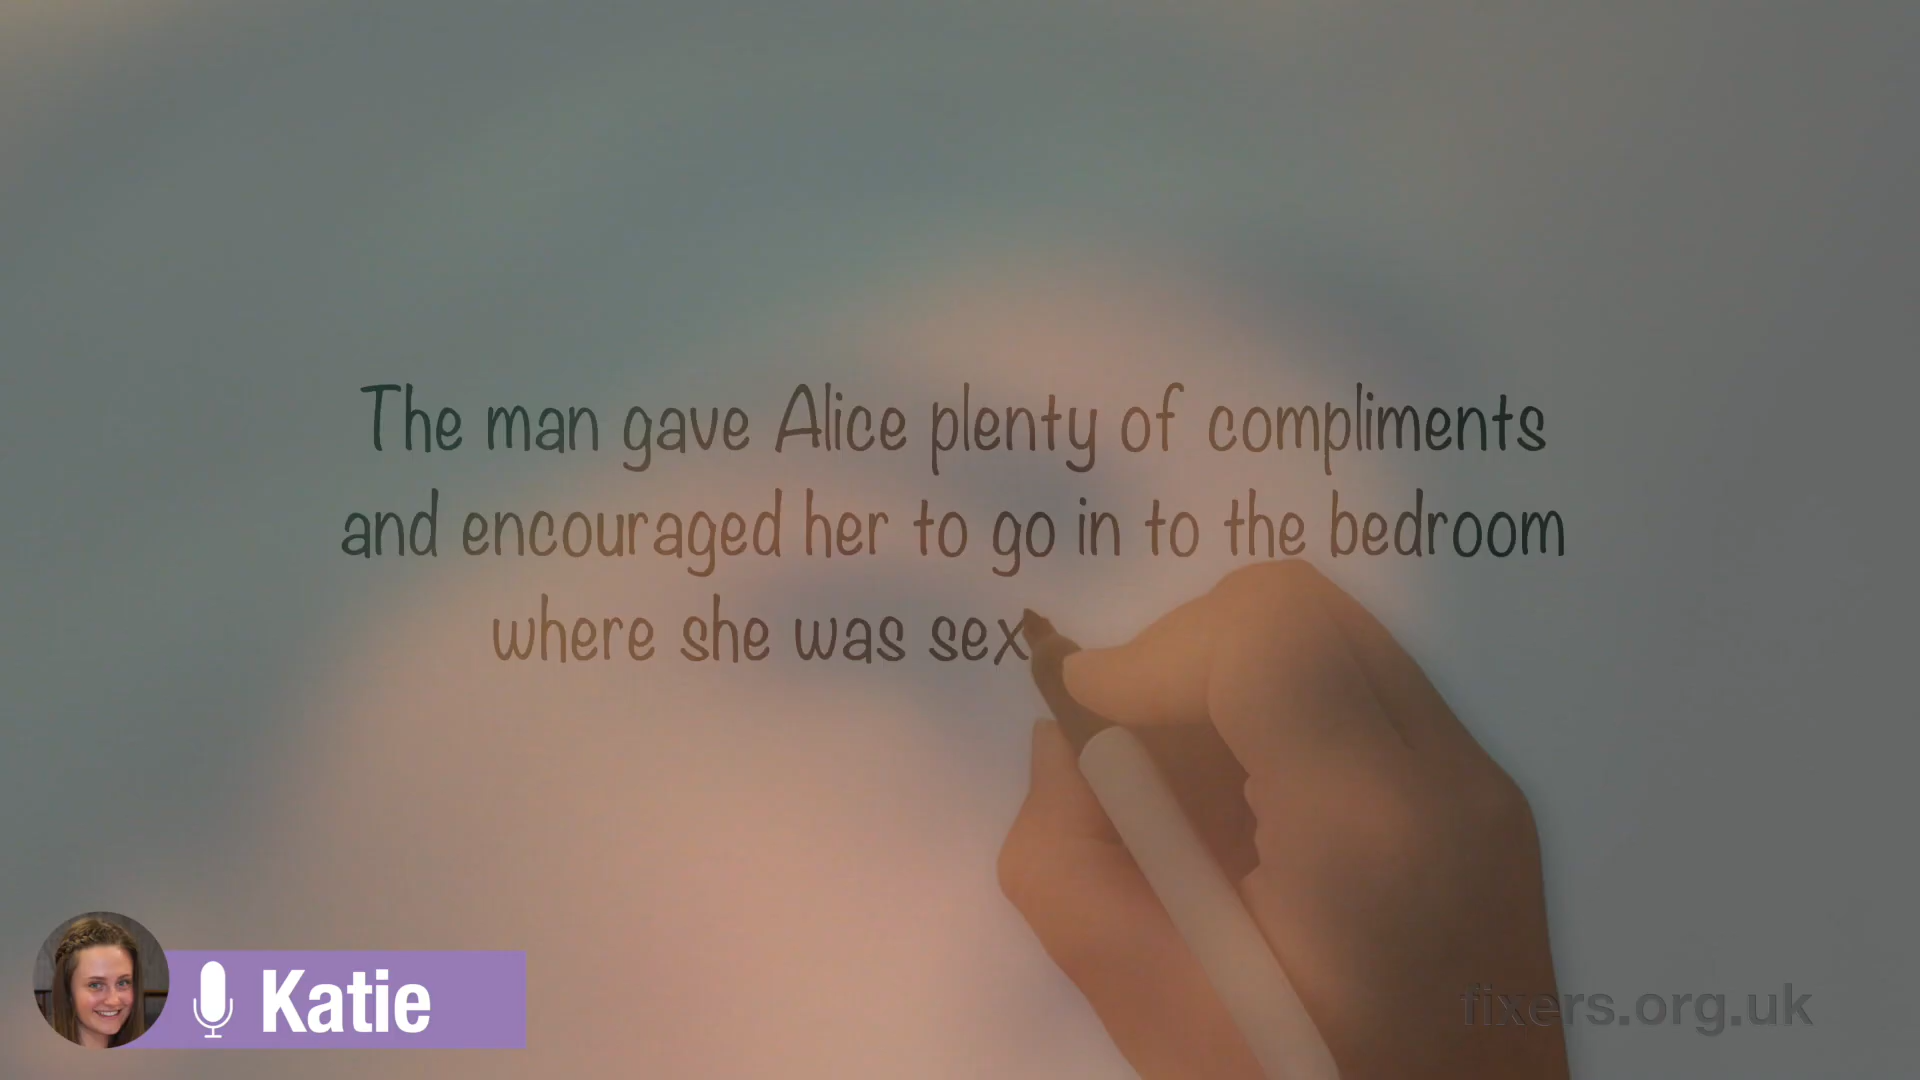 The man gave Alice plenty of compliments
and encouraged her to go in to the bedroom
where she was sex
Katie
fixers.org.uk